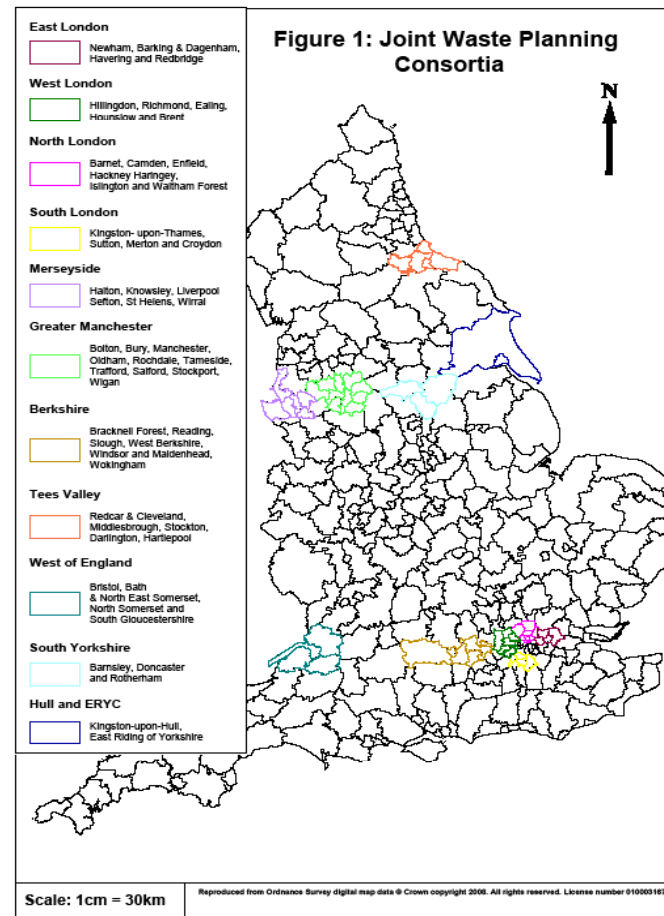 Figure 1: Joint Waste Planning
Consortia
N
East London
Newham, Barking & Dagenham,
Havering and Redbridge
West London
Hillingdon, Richmond, Ealing,
Hounslow and Brent
North London
Barnet, Camden, Enfield,
Hackney Haringey,
Islington and Waltham Forest
South London
Kingston- upon-Thames,
Sutton, Merton and Croydon
Merseyside
Halton, Knowsley, Liverpool
Sefton, St Helens, Wirral
Greater Manchester
Bolton, Bury, Manchester,
Oldham, Rochdale, Tameside,
Trafford, Salford, Stockport,
Wigan
Berkshire
Bracknell Forest, Reading,
Slough, West Berkshire,
Windsor and Maidenhead,
Wokingham
Tees Valley
Redcar & Cleveland,
Middlesbrough, Stockton,
Darlington, Hartlepool
West of England
Bristol, Bath
& North East Somerset,
North Somerset and
South Gloucestershire
South Yorkshire
Barnsley, Doncaster
and Rotherham
Hull and ERYC
Kingston-upon-Hull,
East Riding of Yorkshire
Scale: 1cm = 30km
Reproduced from Ordnance Survey digital map data © Crown copyright 2006. All rights reserved. License number